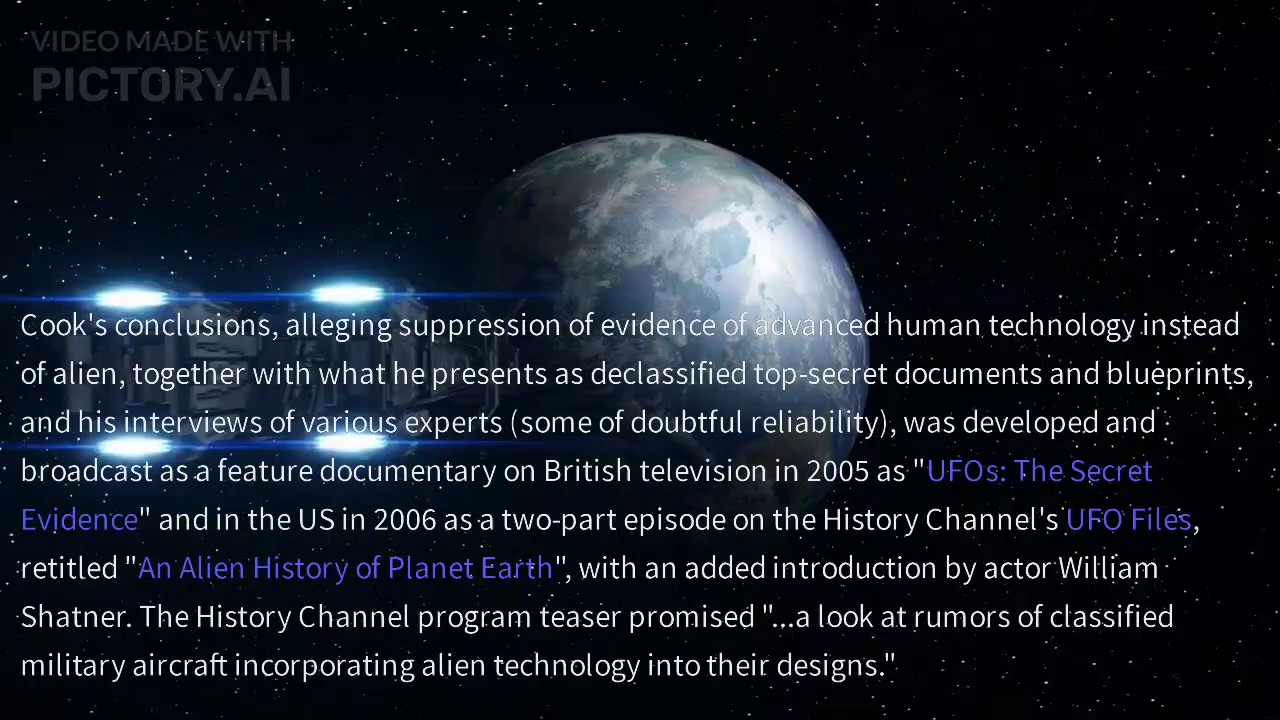 VIDEO MADE WITH
PICTORY.AI
Cook's conclusions, alleging suppression of evidence of advanced human technology instead
of alien, together with what he presents as declassified top-secret documents and blueprints,
and his interviews of various experts (some of doubtful reliability), was developed and
broadcast as a feature documentary on British television in 2005 as "UFOs: The Secret
Evidence" and in the US in 2006 as a two-part episode on the History Channel's UFO Files,
retitled "An Alien History of Planet Earth", with an added introduction by actor William
Shatner. The History Channel program teaser promised "...a look at rumors of classified
military aircraft incorporating alien technology into their designs."